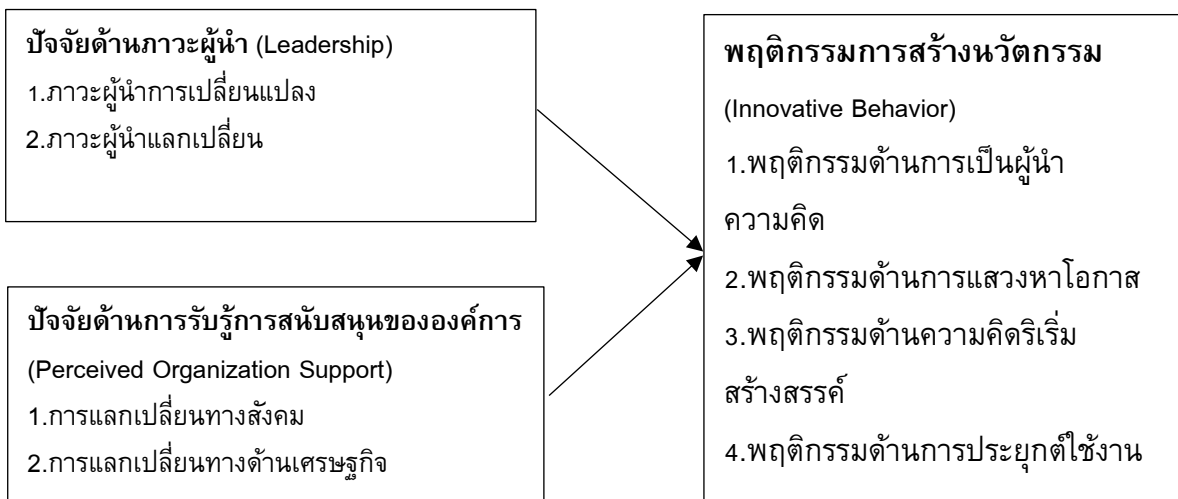 ปัจจัยด้านภาวะผู้นำ (Leadership)
1.ภาวะผู้นำการเปลี่ยนแปลง
2.ภาวะผู้นำแลกเปลี่ยน
ปัจจัยด้านการรับรู้การสนับสนุนขององค์การ
(Perceived Organization Support)
1.การแลกเปลี่ยนทางสังคม
2.การแลกเปลี่ยนทางด้านเศรษฐกิจ
พฤติกรรมการสร้างนวัตกรรม
(Innovative Behavior)
1.พฤติกรรมด้านการเป็นผู้นำ
ความคิด
2.พฤติกรรมด้านการแสวงหาโอกาส
3.พฤติกรรมด้านความคิดริเริ่ม
สร้างสรรค์
4.พฤติกรรมด้านการประยุกต์ใช้งาน